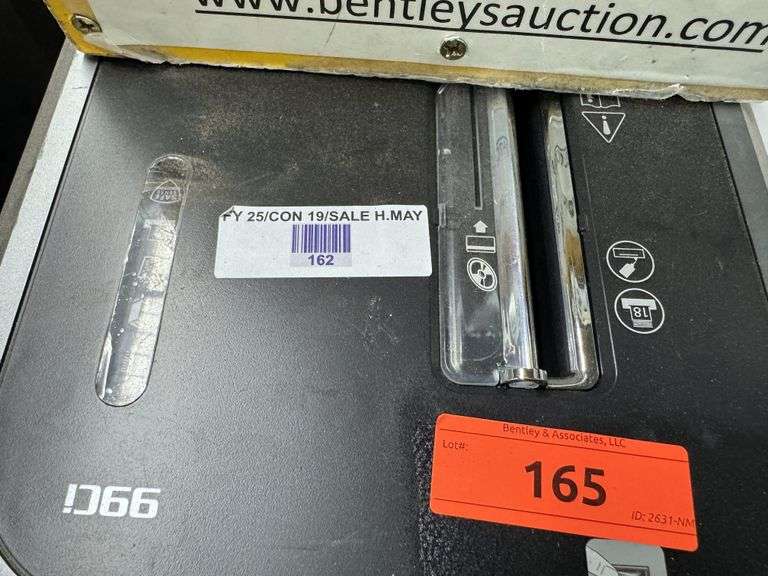 www.bentleysauction.com
FY 25/CON 19/SALE H.MAY
162
18
Bentley & Associates, LLC
Lot#:
165
ID: 2631-NM
99Ci